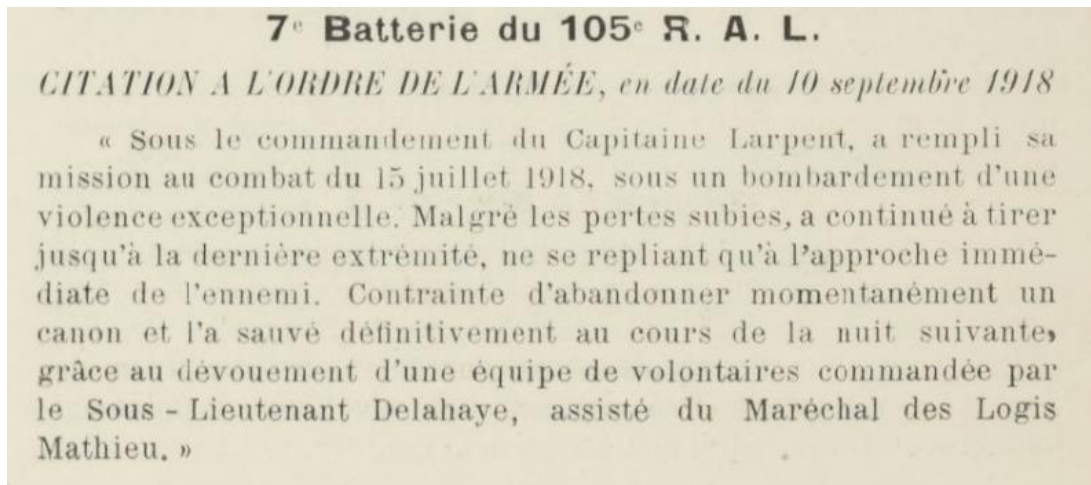 7e Batterie du 105e R. A. L.
CITATION A L'ORDRE DE L'ARMÉE, en date du 10 septembre 1918
« Sous le commandement du Capitaine Larpent, a rempli sa
mission au combat du 15 juillet 1918, sous un bombardement d'une
violence exceptionnelle. Malgré les pertes subies, a continué à tirer
jusqu'à la dernière extrémité, ne se repliant qu'à l'approche immé-
diate de l'ennemi. Contrainte d'abandonner momentanément un
canon et l'a sauvé définitivement au cours de la nuit suivante,
grâce au dévouement d'une équipe de volontaires commandée par
le Sous - Lieutenant Delahaye, assisté du Maréchal des Logis
Mathieu. »